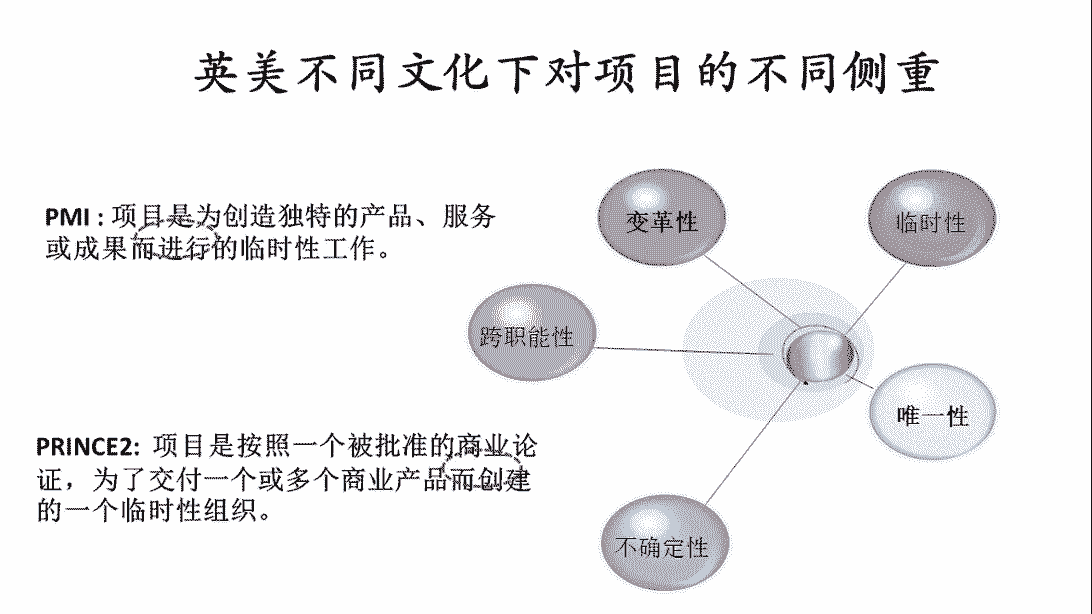 英美不同文化下对项目的不同侧重
PMI : 项目是为创造独特的产品、服务
或成果而进行的临时性工作。
PRINCE2: 项目是按照一个被批准的商业论
证，为了交付一个或多个商业产品而创建
的一个临时性组织。
变革性
临时性
跨职能性
唯一性
不确定性